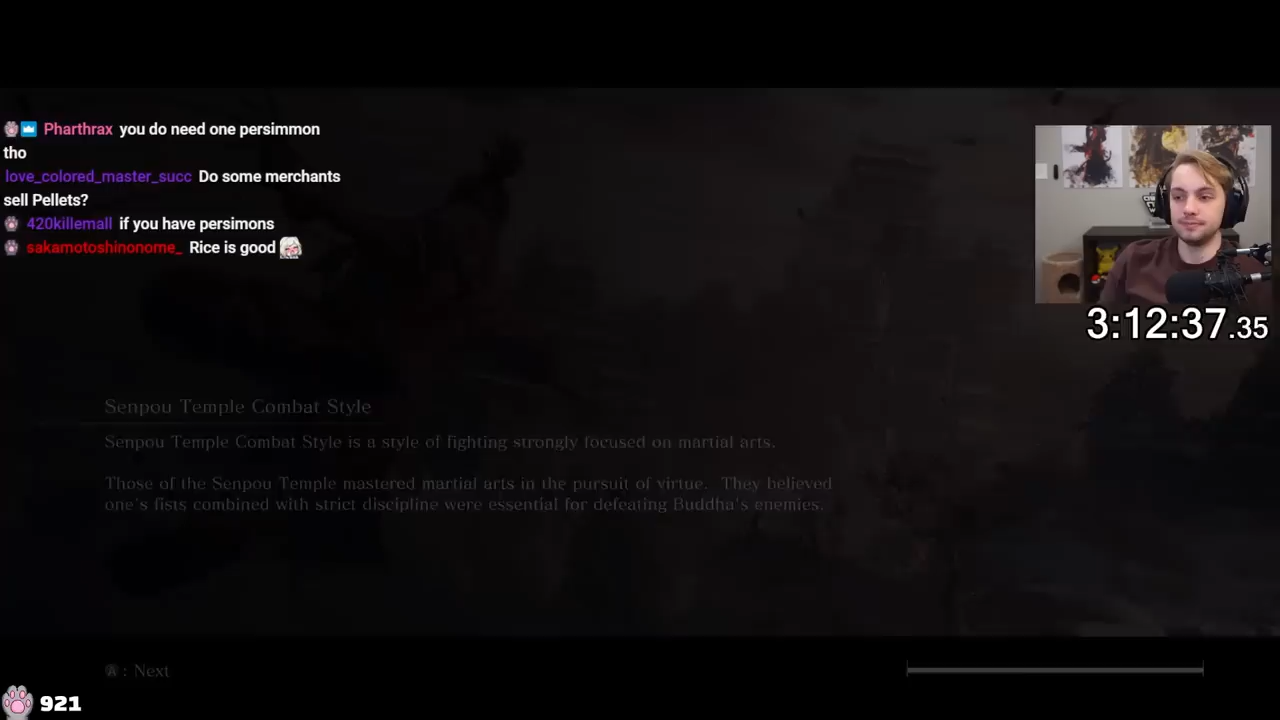 Pharthrax you do need one persimmon
tho
love_colored_master_succ Do some merchants
sell Pellets?
420killemall if you have persimons
sakamotoshinonome_ Rice is good
3:12:37.35
Senpou Temple Combat Style
Senpou Temple Combat Style is a style of fighting strongly focused on martial arts.
Those of the Senpou Temple mastered martial arts in the pursuit of virtue. They believed
one's fists combined with strict discipline were essential for defeating Buddha's enemies.
A : Next
921